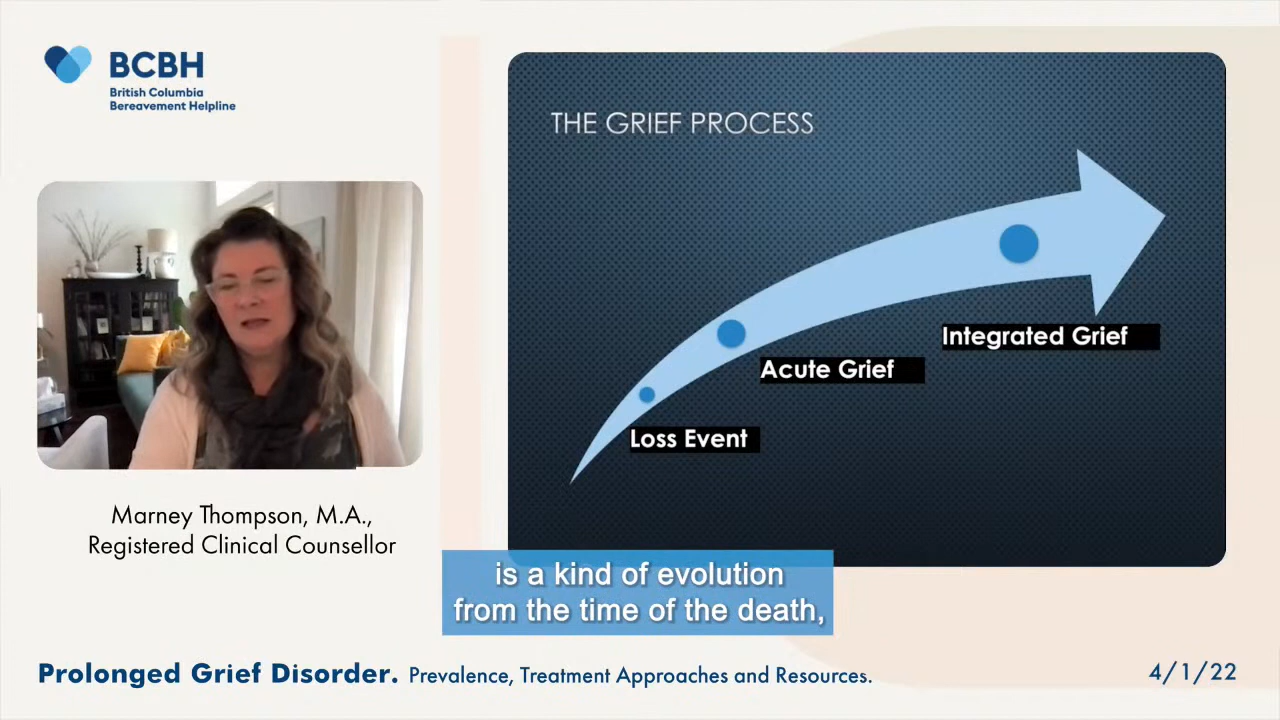 BCBH
British Columbia
Bereavement Helpline
THE GRIEF PROCESS
Integrated Grief
Acute Grief
Loss Event
Marney Thompson, M.A.,
Registered Clinical Counsellor
is a kind of evolution
from the time of the death,
Prolonged Grief Disorder. Prevalence, Treatment Approaches and Resources.
4/1/22